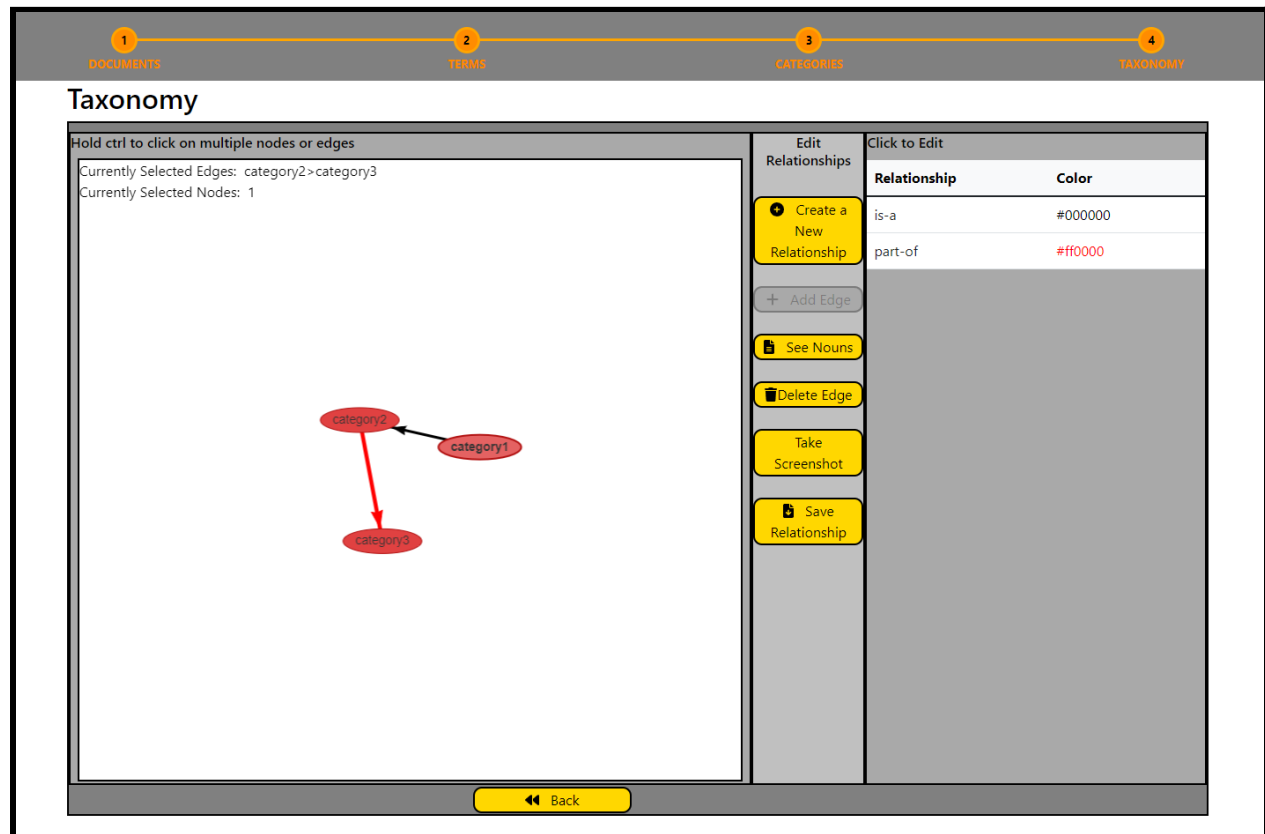 1
2
3
4
DOCUMENTS
TERMS
CATEGORIES
TAXONOMY
Taxonomy
Hold ctrl to click on multiple nodes or edges
Currently Selected Edges: category2>category3
Currently Selected Nodes: 1
category2
category1
category3
Edit
Relationships
Create a
New
Relationship
+ Add Edge
See Nouns
Delete Edge
Take
Screenshot
Save
Relationship
Click to Edit
Relationship Color
is-a #000000
part-of #ff0000
Back